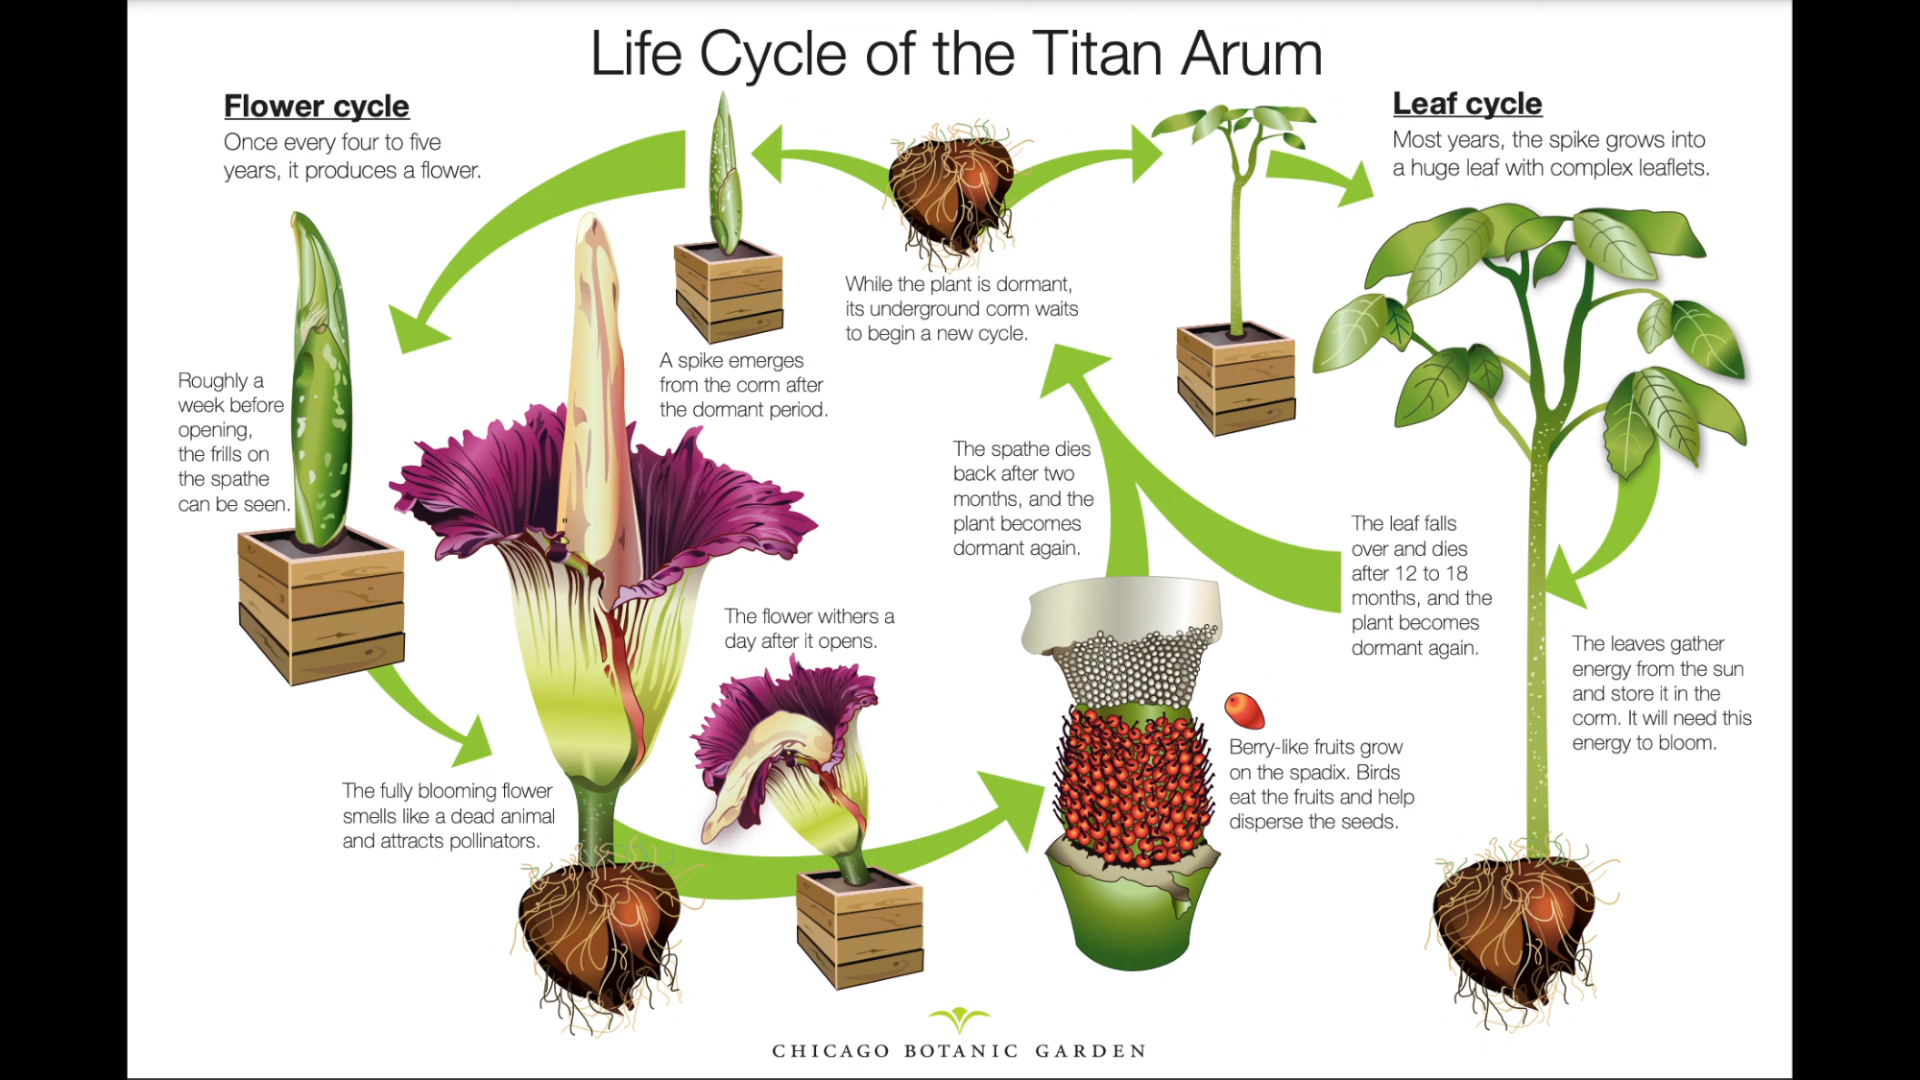 Life Cycle of the Titan Arum
Flower cycle
Once every four to five
years, it produces a flower.
Leaf cycle
Most years, the spike grows into
a huge leaf with complex leaflets.
While the plant is dormant,
its underground corm waits
to begin a new cycle.
A spike emerges
from the corm after
the dormant period.
Roughly a
week before
opening,
the frills on
the spathe
can be seen.
The fully blooming flower
smells like a dead animal
and attracts pollinators.
The flower withers a
day after it opens.
Berry-like fruits grow
on the spadix. Birds
eat the fruits and help
disperse the seeds.
The spathe dies
back after two
months, and the
plant becomes
dormant again.
The leaf falls
over and dies
after 12 to 18
months, and the
plant becomes
dormant again.
The leaves gather
energy from the sun
and store it in the
corm. It will need this
energy to bloom.
CHICAGO BOTANIC GARDEN